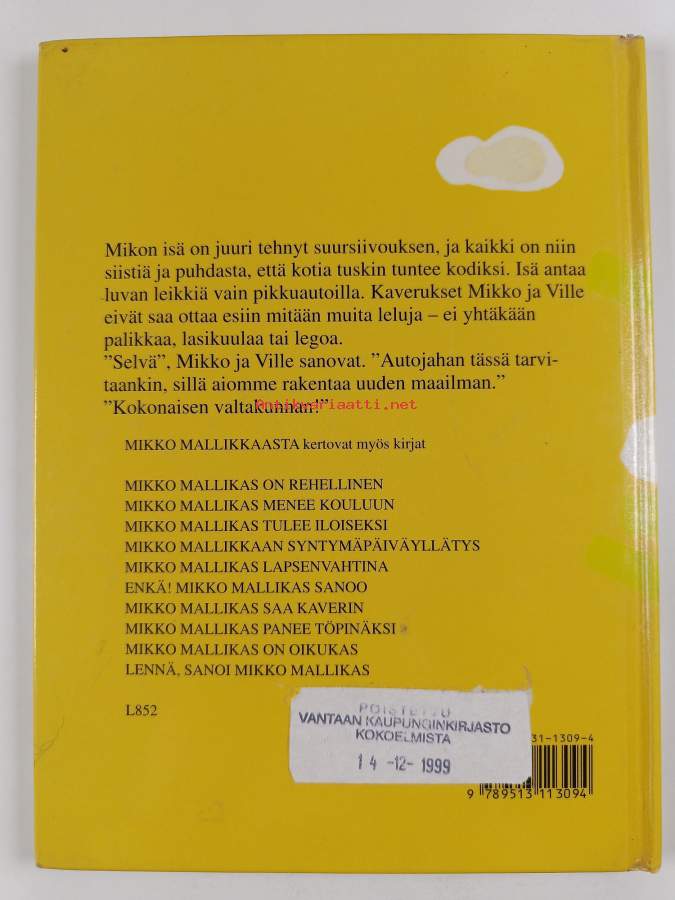 Mikon isä on juuri tehnyt suursiivouksen, ja kaikki on niin
siistiä ja puhdasta, että kotia tuskin tuntee kodiksi. Isä antaa
luvan leikkiä vain pikkuautoilla. Kaverukset Mikko ja Ville
eivät saa ottaa esiin mitään muita leluja – ei yhtäkään
palikkaa, lasikuulaa tai legoa.
”Selvä”, Mikko ja Ville sanovat. ”Autojahan tässä tarvi-
taankin, sillä aiomme rakentaa uuden maailman.”
”Kokonaisen valtakunnan!”
Antikvariaatti.net
MIKKO MALLIKKAASTA kertovat myös kirjat
MIKKO MALLIKAS ON REHELLINEN
MIKKO MALLIKAS MENEE KOULUUN
MIKKO MALLIKAS TULEE ILOISEKSI
MIKKO MALLIKKAAN SYNTYMÄPÄIVÄYLLÄTYS
MIKKO MALLIKAS LAPSENVAHTINA
ENKÄ! MIKKO MALLIKAS SANOO
MIKKO MALLIKAS SAA KAVERIN
MIKKO MALLIKAS PANEE TÖPINÄKSI
MIKKO MALLIKAS ON OIKUKAS
LENNÄ, SANOI MIKKO MALLIKAS
L852
POISTETTU
VANTAAN KAUPUNGINKIRJASTO
KOKOELMISTA
14 -12- 1999
31-1309-4
9 789513 113094